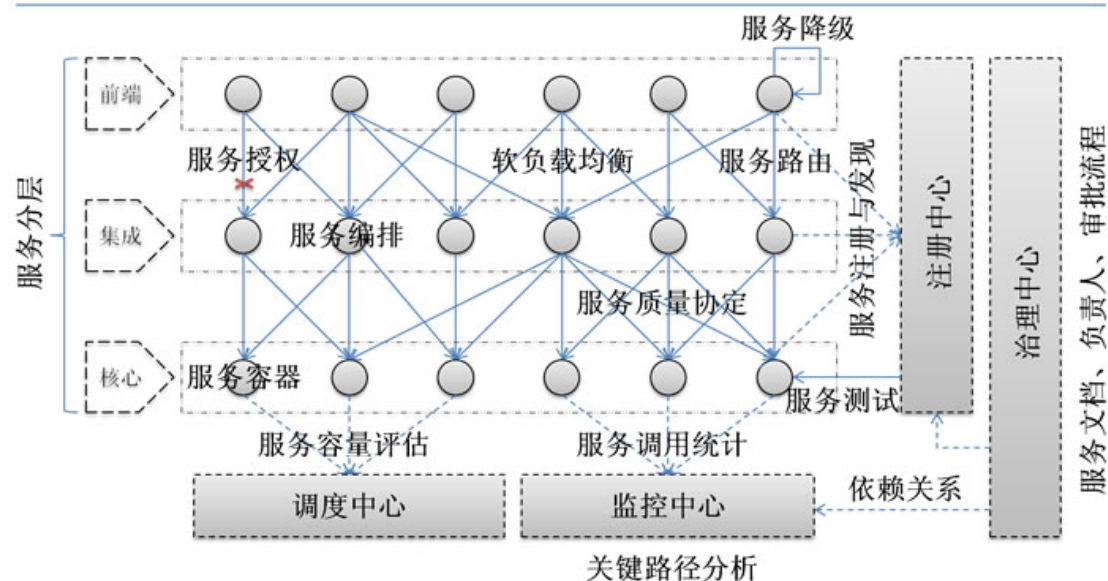 服务降级
前端
服务授权
软负载均衡
服务路由
集成
服务编排
服务质量协定
核心
服务容器
服务测试
服务分层
服务注册与发现
注册中心
治理中心
服务文档、负责人、审批流程
服务容量评估
服务调用统计
调度中心
监控中心
依赖关系
关键路径分析